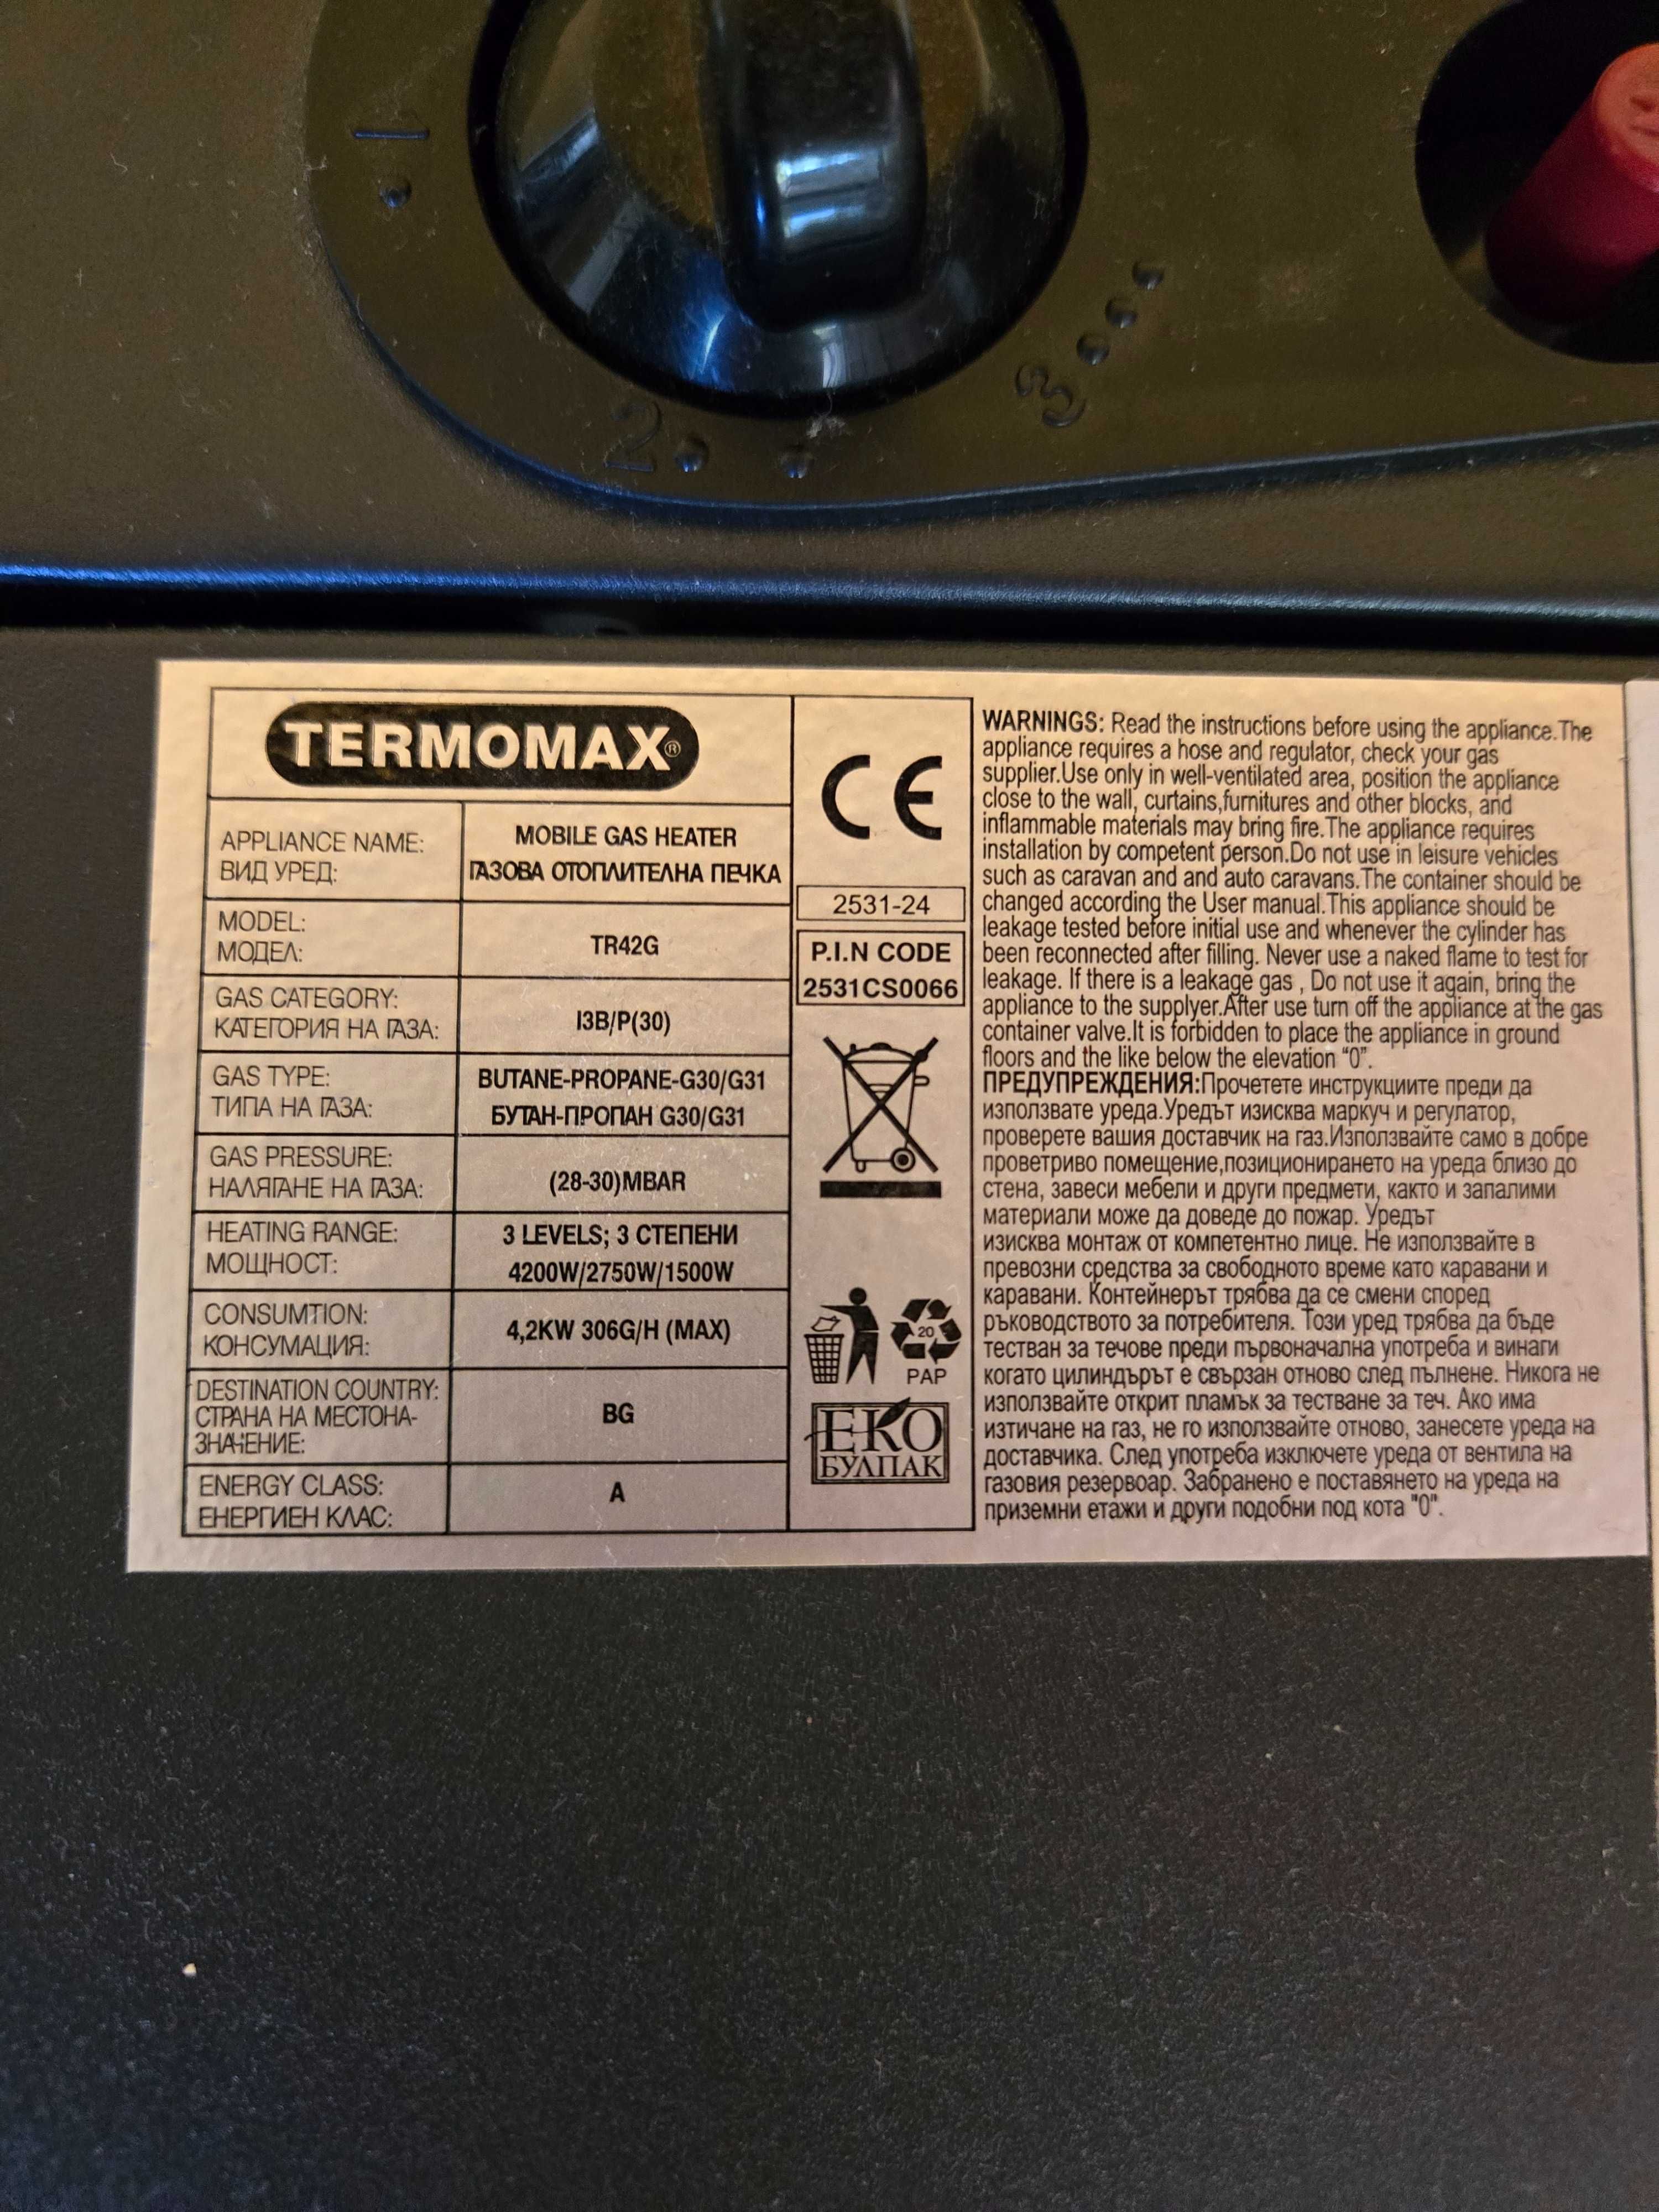 1
2
3
TERMOMAX®
APPLIANCE NAME:
ВИД УРЕД:
MOBILE GAS HEATER
ГАЗОВА ОТОПЛИТЕЛНА ПЕЧКА
MODEL:
МОДЕЛ:
TR42G
GAS CATEGORY:
КАТЕГОРИЯ НА ГАЗА:
I3B/P(30)
GAS TYPE:
ТИПА НА ГАЗА:
BUTANE-PROPANE-G30/G31
БУТАН-ПРОПАН G30/G31
GAS PRESSURE:
НАЛЯГАНЕ НА ГАЗА:
(28-30)MBAR
HEATING RANGE:
МОЩНОСТ:
3 LEVELS; 3 СТЕПЕНИ
4200W/2750W/1500W
CONSUMTION:
КОНСУМАЦИЯ:
4,2KW 306G/H (MAX)
DESTINATION COUNTRY:
СТРАНА НА МЕСТОНА-
ЗНАЧЕНИЕ:
BG
ENERGY CLASS:
ЕНЕРГИЕН КЛАС:
A
CE
2531-24
P.I.N CODE
2531CS0066
20
PAP
ЕКО
БУЛПАК
WARNINGS: Read the instructions before using the appliance.The
appliance requires a hose and regulator, check your gas
supplier.Use only in well-ventilated area, position the appliance
close to the wall, curtains,furnitures and other blocks, and
inflammable materials may bring fire.The appliance requires
installation by competent person.Do not use in leisure vehicles
such as caravan and and auto caravans.The container should be
changed according the User manual.This appliance should be
leakage tested before initial use and whenever the cylinder has
been reconnected after filling. Never use a naked flame to test for
leakage. If there is a leakage gas , Do not use it again, bring the
appliance to the supplyer.After use turn off the appliance at the gas
container valve.It is forbidden to place the appliance in ground
floors and the like below the elevation "0".
ПРЕДУПРЕЖДЕНИЯ:Прочетете инструкциите преди да
използвате уреда.Уредът изисква маркуч и регулатор,
проверете вашия доставчик на газ.Използвайте само в добре
проветриво помещение,позиционирането на уреда близо до
стена, завеси мебели и други предмети, както и запалими
материали може да доведе до пожар. Уредът
изисква монтаж от компетентно лице. Не използвайте в
превозни средства за свободното време като каравани и
каравани. Контейнерът трябва да се смени според
ръководството за потребителя. Този уред трябва да бъде
тестван за течове преди първоначална употреба и винаги
когато цилиндърът е свързан отново след пълнене. Никога не
използвайте открит пламък за тестване за теч. Ако има
изтичане на газ, не го използвайте отново, занесете уреда на
доставчика. След употреба изключете уреда от вентила на
газовия резервоар. Забранено е поставянето на уреда на
приземни етажи и други подобни под кота "0".